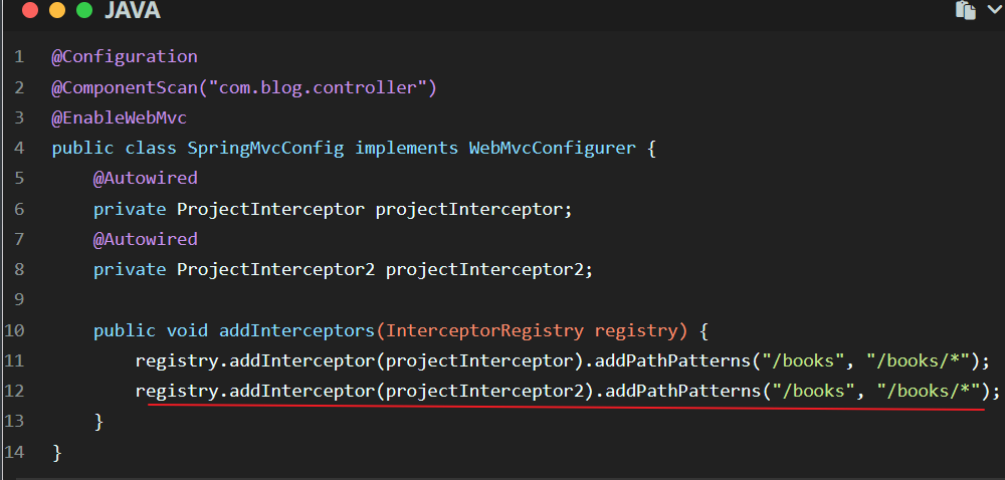 JAVA
1 @Configuration
2 @ComponentScan("com.blog.controller")
3 @EnableWebMvc
4 public class SpringMvcConfig implements WebMvcConfigurer {
5     @Autowired
6     private ProjectInterceptor projectInterceptor;
7     @Autowired
8     private ProjectInterceptor2 projectInterceptor2;
9
10     public void addInterceptors(InterceptorRegistry registry) {
11         registry.addInterceptor(projectInterceptor).addPathPatterns("/books", "/books/*");
12         registry.addInterceptor(projectInterceptor2).addPathPatterns("/books", "/books/*");
13     }
14 }